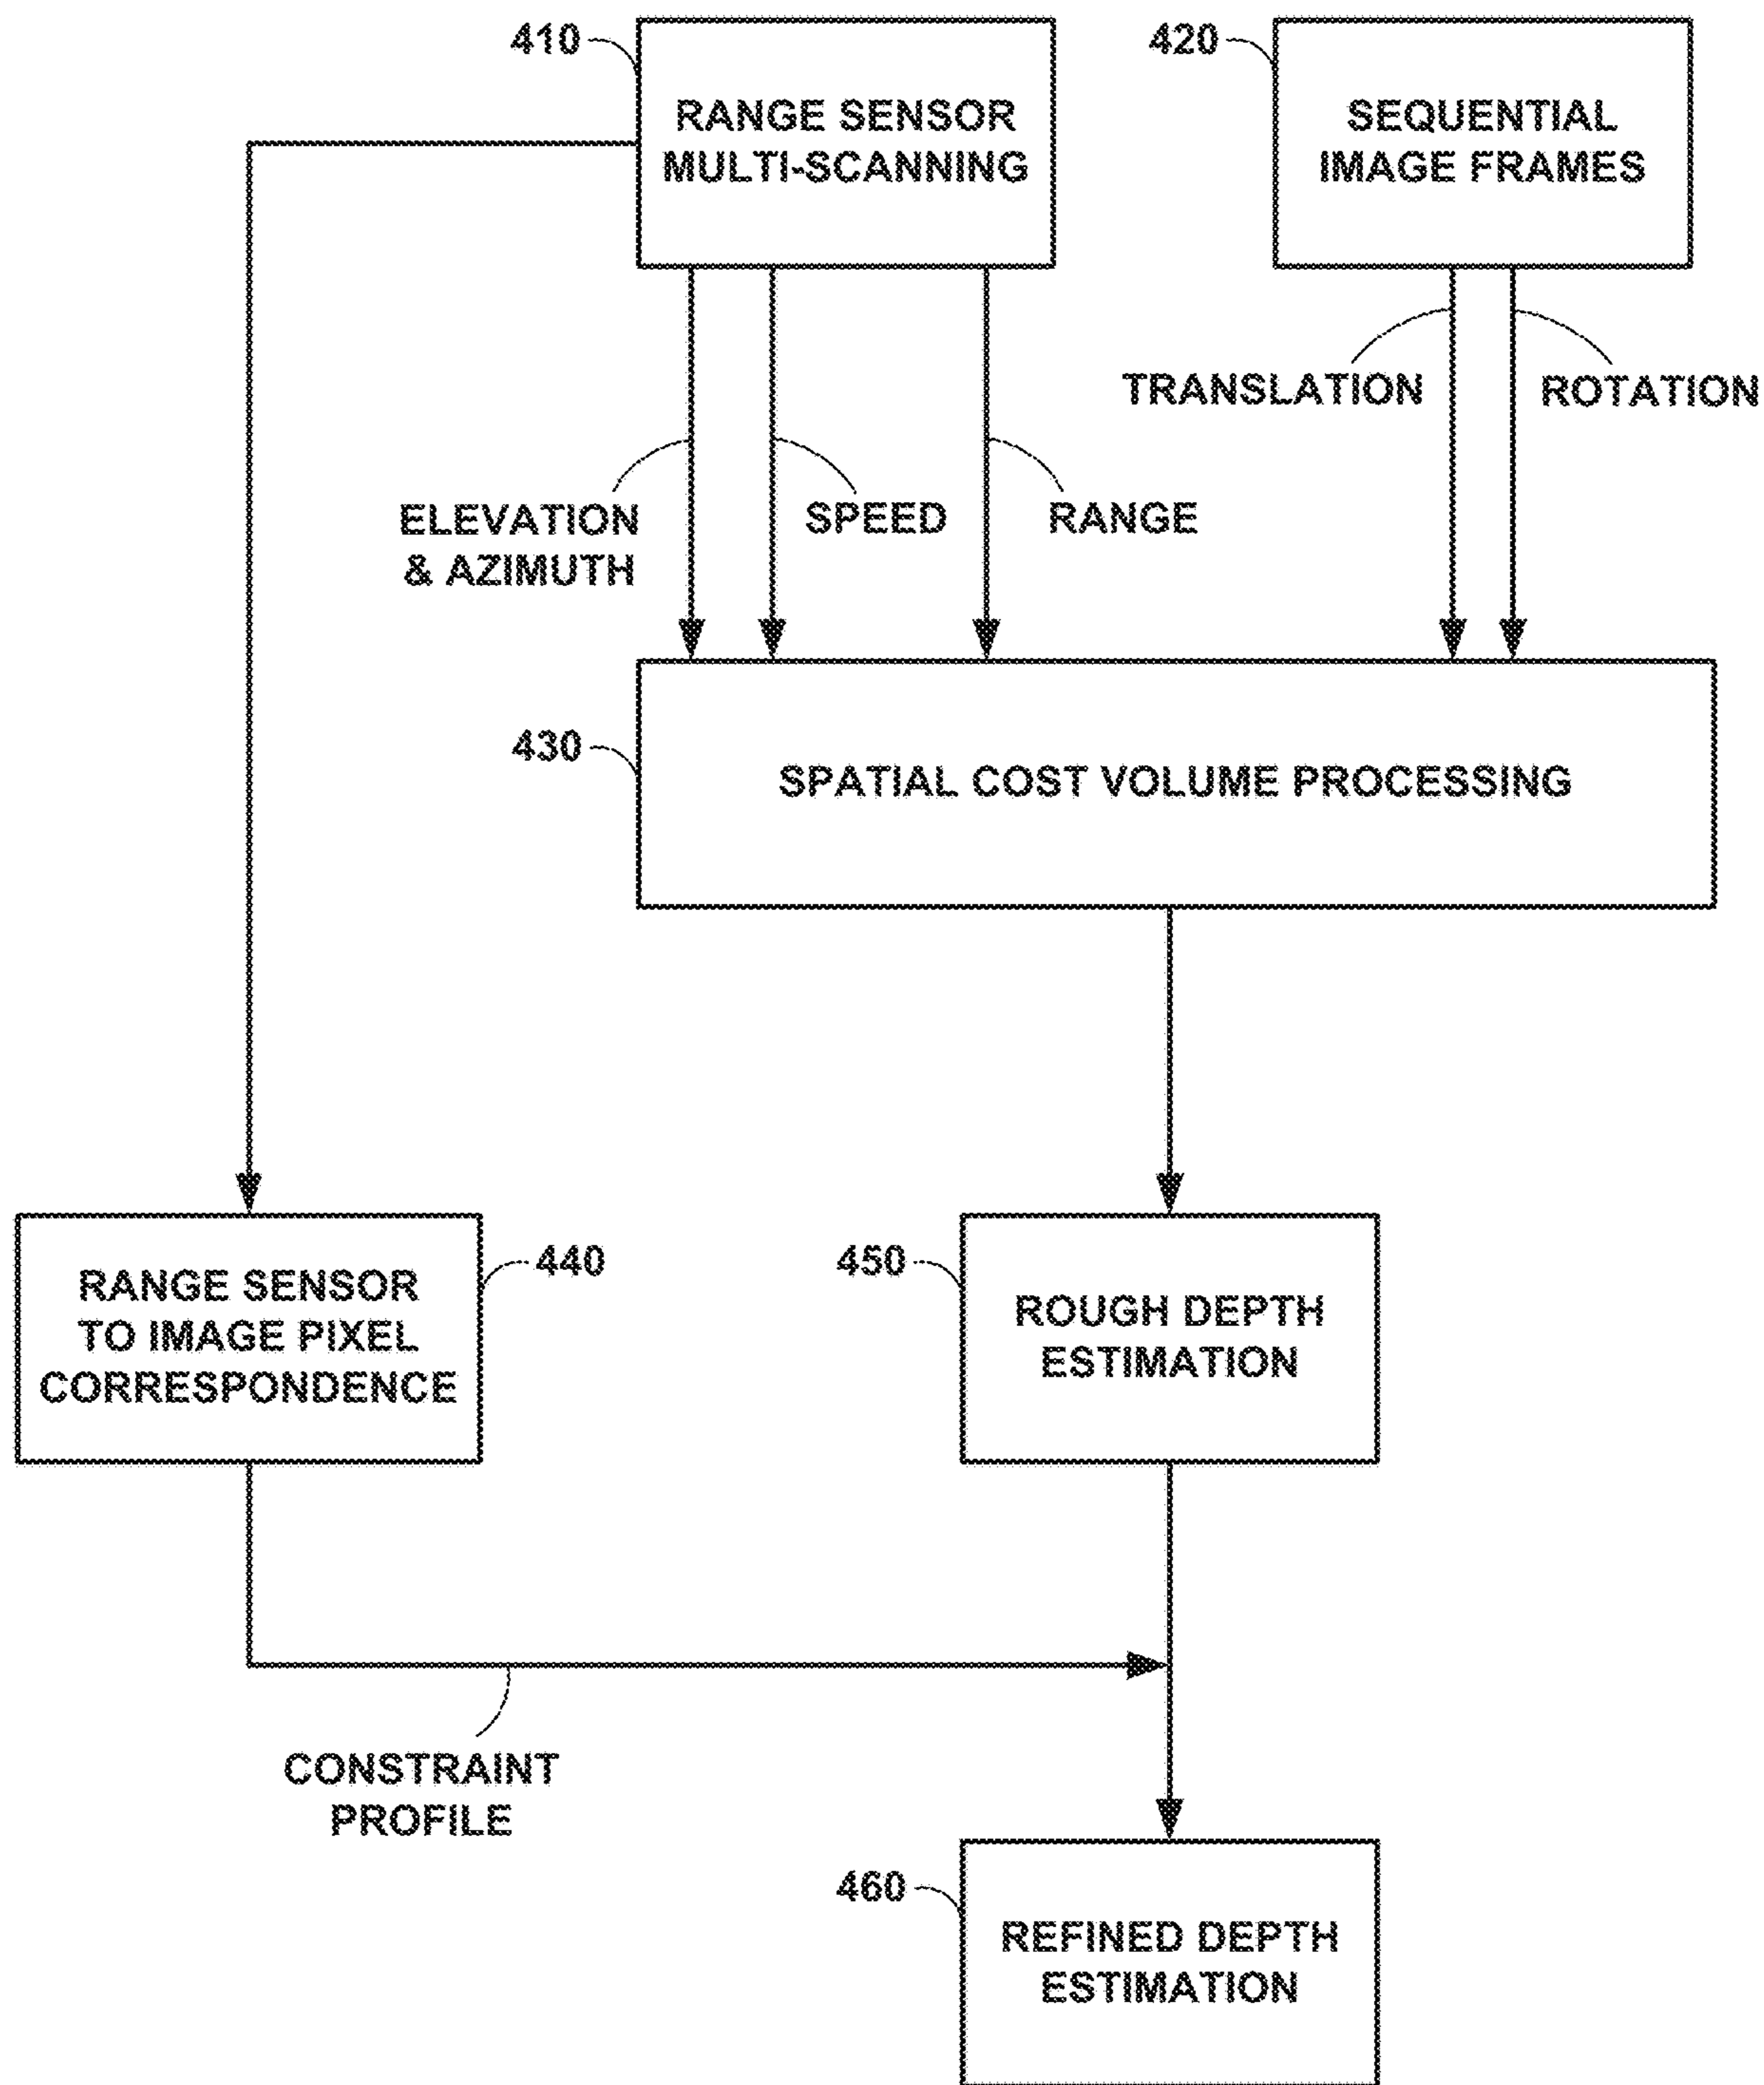 410
RANGE SENSOR
MULTI-SCANNING
420
SEQUENTIAL
IMAGE FRAMES
TRANSLATION
ROTATION
ELEVATION
& AZIMUTH
SPEED
RANGE
430
SPATIAL COST VOLUME PROCESSING
RANGE SENSOR
TO IMAGE PIXEL
CORRESPONDENCE
440
450
ROUGH DEPTH
ESTIMATION
CONSTRAINT
PROFILE
460
REFINED DEPTH
ESTIMATION